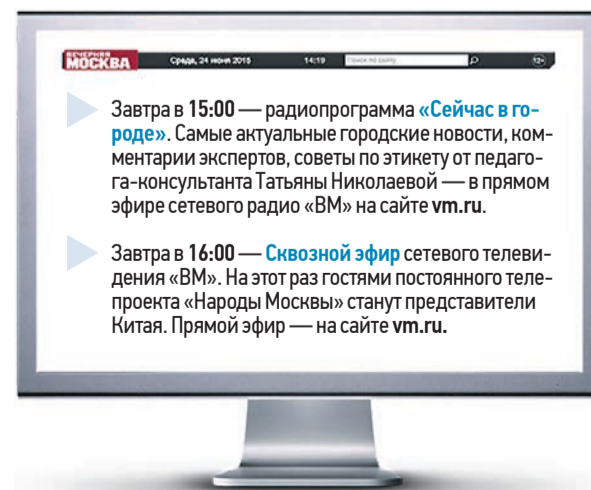 ВЕЧЕРНЯЯ
МОСКВА
Среда, 24 июня 2015
14:19
Поиск по сайту
12+
Завтра в 15:00 — радиопрограмма «Сейчас в го-
роде». Самые актуальные городские новости, ком-
ментарии экспертов, советы по этикету от педаго-
га-консультанта Татьяны Николаевой — в прямом
эфире сетевого радио «ВМ» на сайте vm.ru.
Завтра в 16:00 — Сквозной эфир сетевого телеви-
дения «ВМ». На этот раз гостями постоянного теле-
проекта «Народы Москвы» станут представители
Китая. Прямой эфир — на сайте vm.ru.